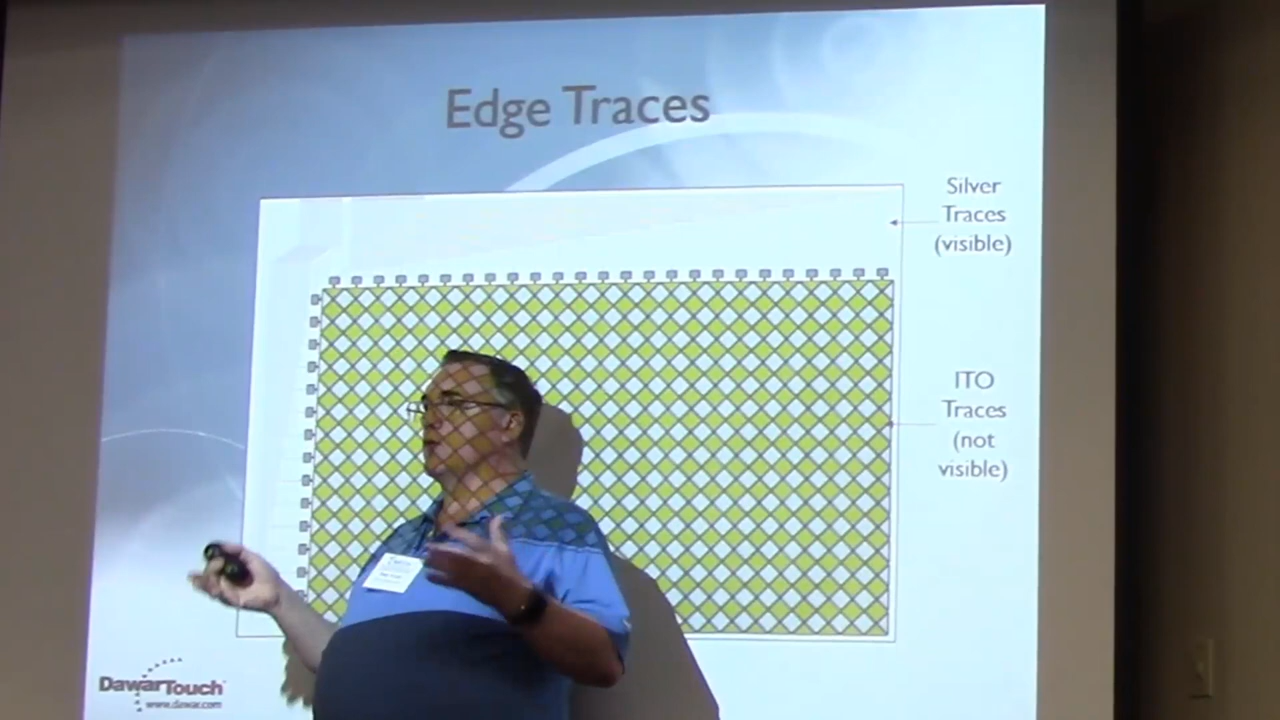 Edge Traces
Silver
Traces
(visible)
ITO
Traces
(not
visible)
DawarTouch
www.dawar.com